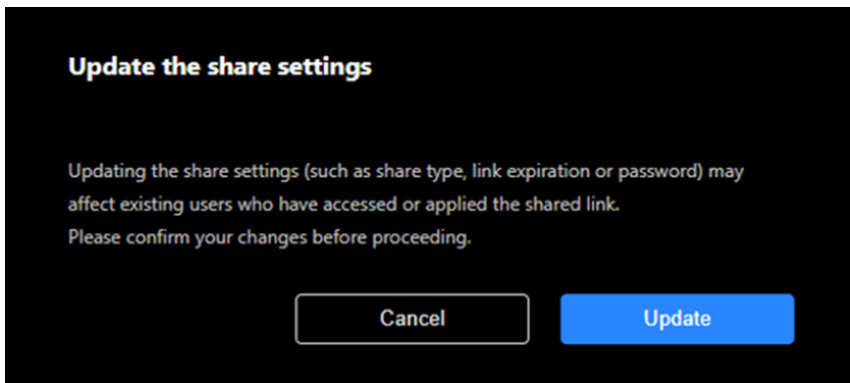 Update the share settings
Updating the share settings (such as share type, link expiration or password) may
affect existing users who have accessed or applied the shared link.
Please confirm your changes before proceeding.
Cancel
Update